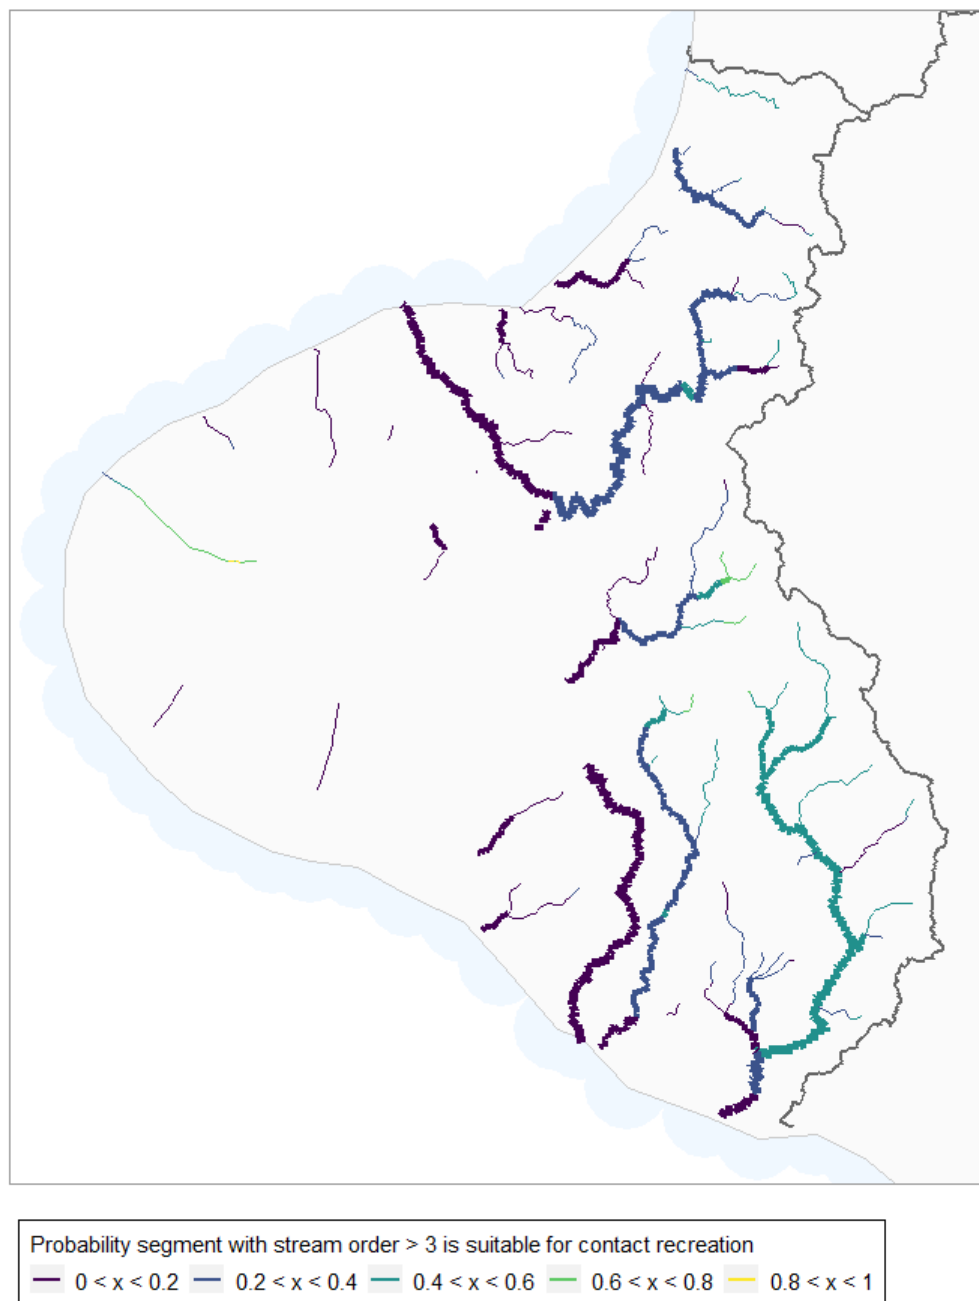 Probability segment with stream order > 3 is suitable for contact recreation
0 < x < 0.2 0.2 < x < 0.4 0.4 < x < 0.6 0.6 < x < 0.8 0.8 < x < 1